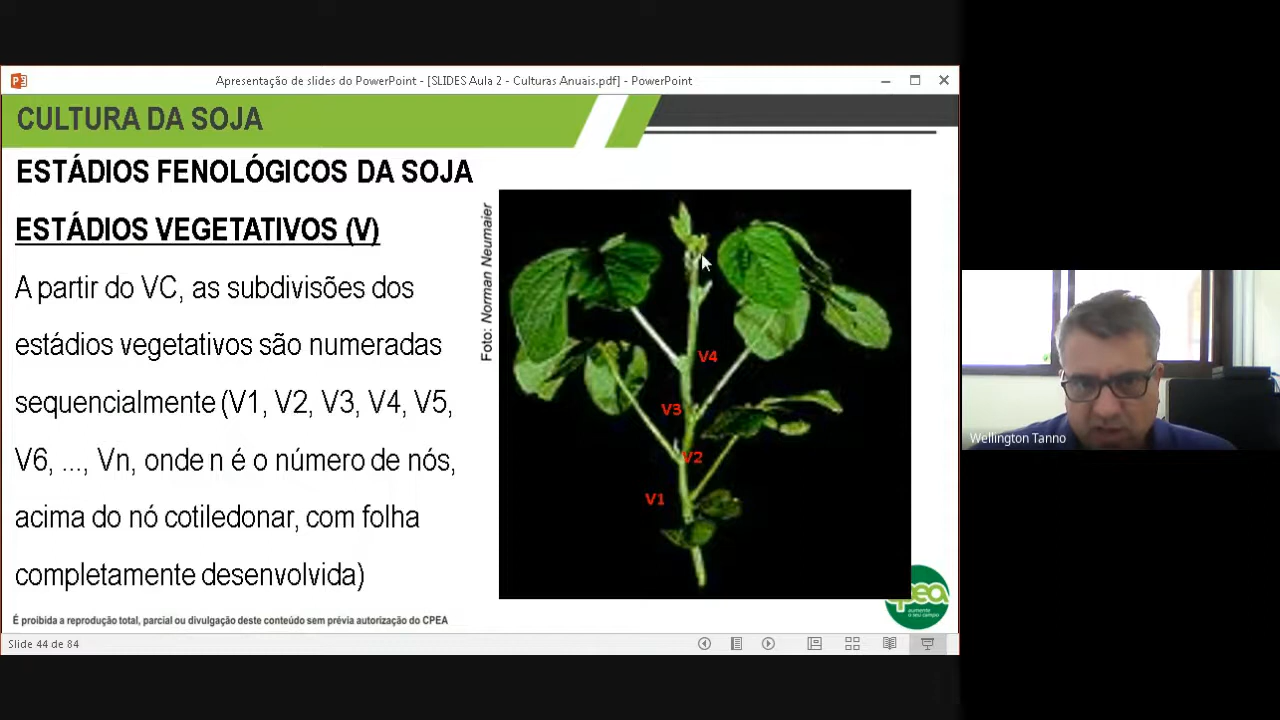 Apresentação de slides do PowerPoint - [SLIDES Aula 2 - Culturas Anuais.pdf] - PowerPoint
CULTURA DA SOJA
ESTÁDIOS FENOLÓGICOS DA SOJA
ESTÁDIOS VEGETATIVOS (V)
A partir do VC, as subdivisões dos
estádios vegetativos são numeradas
sequencialmente (V1, V2, V3, V4, V5,
V6, ..., Vn, onde n é o número de nós,
acima do nó cotiledonar, com folha
completamente desenvolvida)
Foto: Norman Neumaier
V4
V3
V2
V1
cpea
aumente
o seu campo
É proibida a reprodução total, parcial ou divulgação deste conteúdo sem prévia autorização do CPEA
Slide 44 de 84
Wellington Tanno